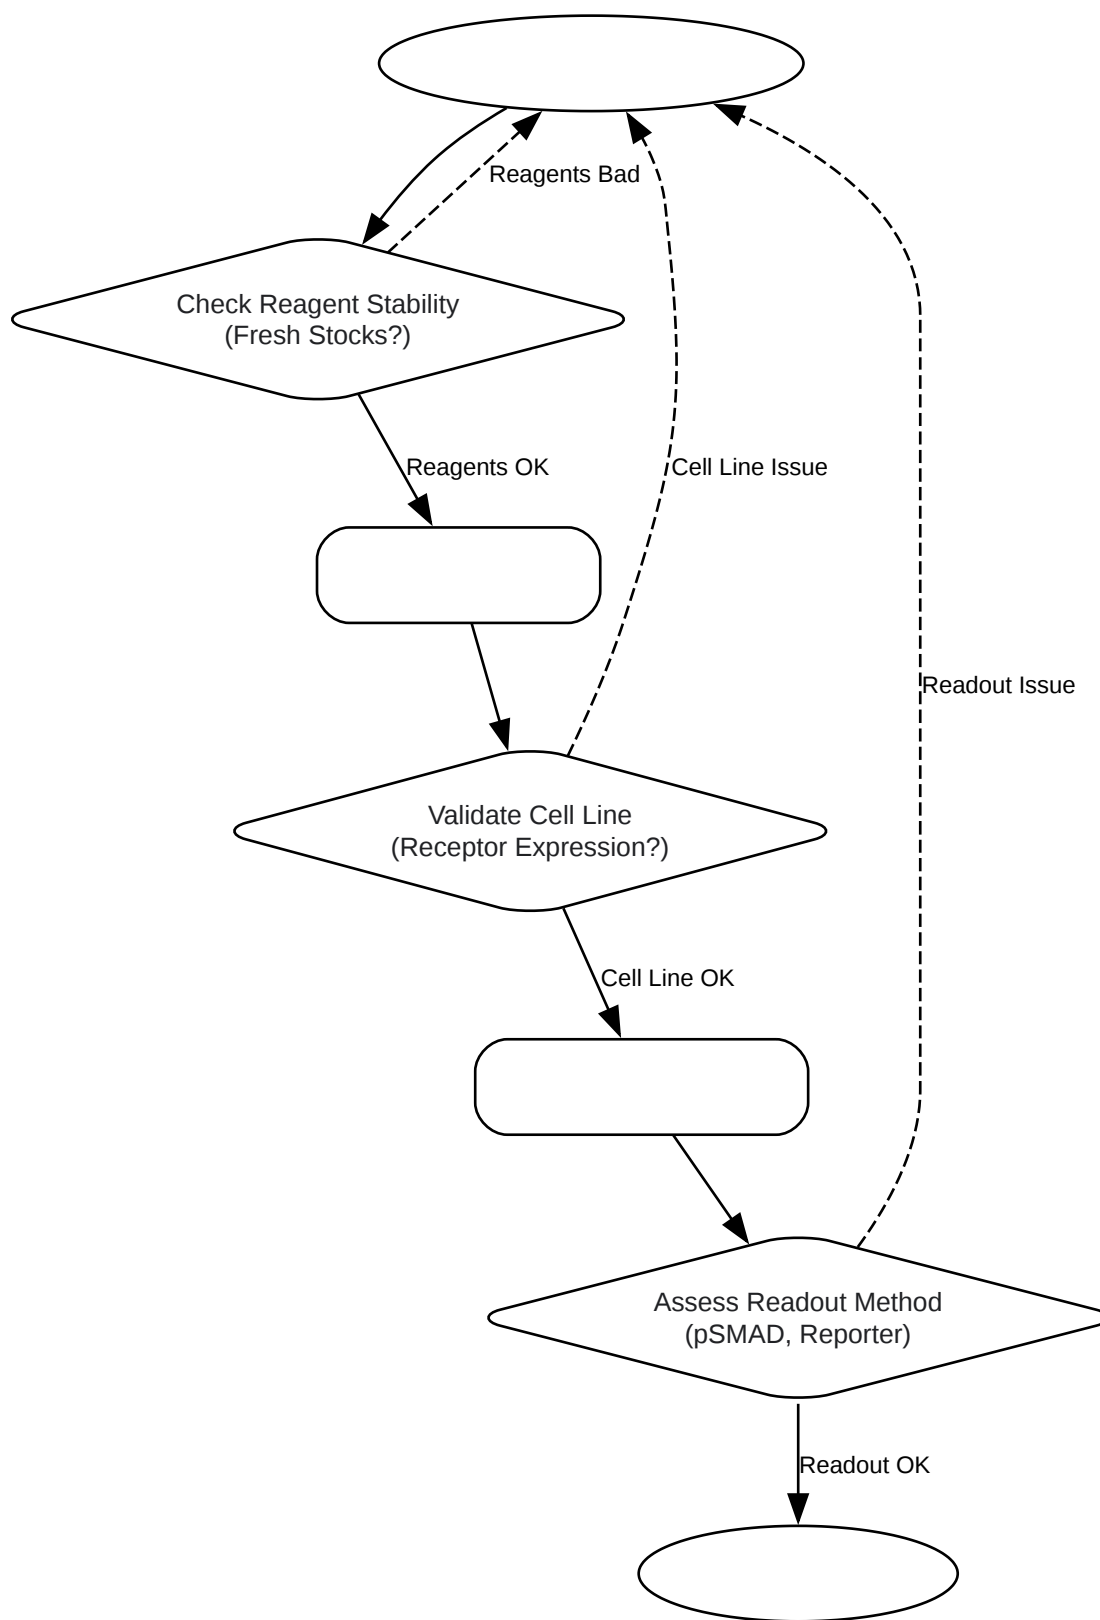 Reagents Bad
Check Reagent Stability
(Fresh Stocks?)
Reagents OK
Cell Line Issue
Readout Issue
Validate Cell Line
(Receptor Expression?)
Cell Line OK
Assess Readout Method
(pSMAD, Reporter)
Readout OK